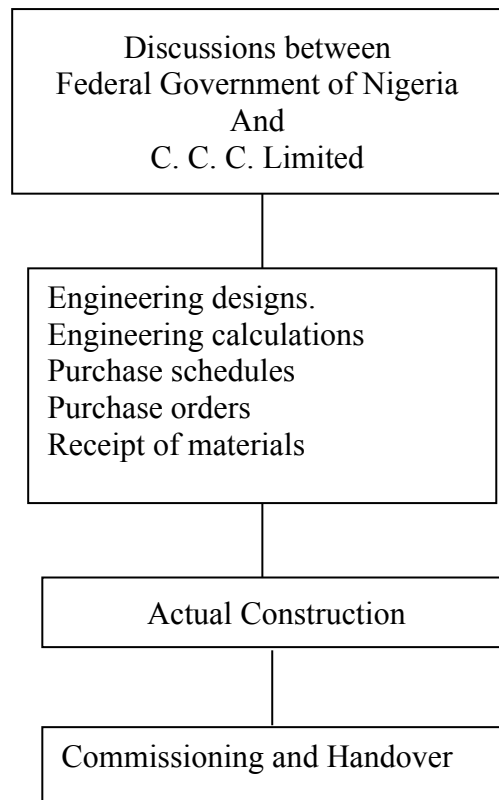 Discussions between
Federal Government of Nigeria
And
C. C. C. Limited
Engineering designs.
Engineering calculations
Purchase schedules
Purchase orders
Receipt of materials
Actual Construction
Commissioning and Handover